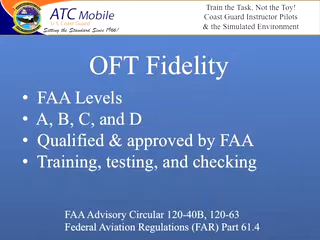 ATC Mobile
U.S Coast Guard
Setting the Standard Since 1966!
Train the Task, Not the Toy!
Coast Guard Instructor Pilots
& the Simulated Environment
OFT Fidelity
• FAA Levels
• A, B, C, and D
• Qualified & approved by FAA
• Training, testing, and checking
FAA Advisory Circular 120-40B, 120-63
Federal Aviation Regulations (FAR) Part 61.4